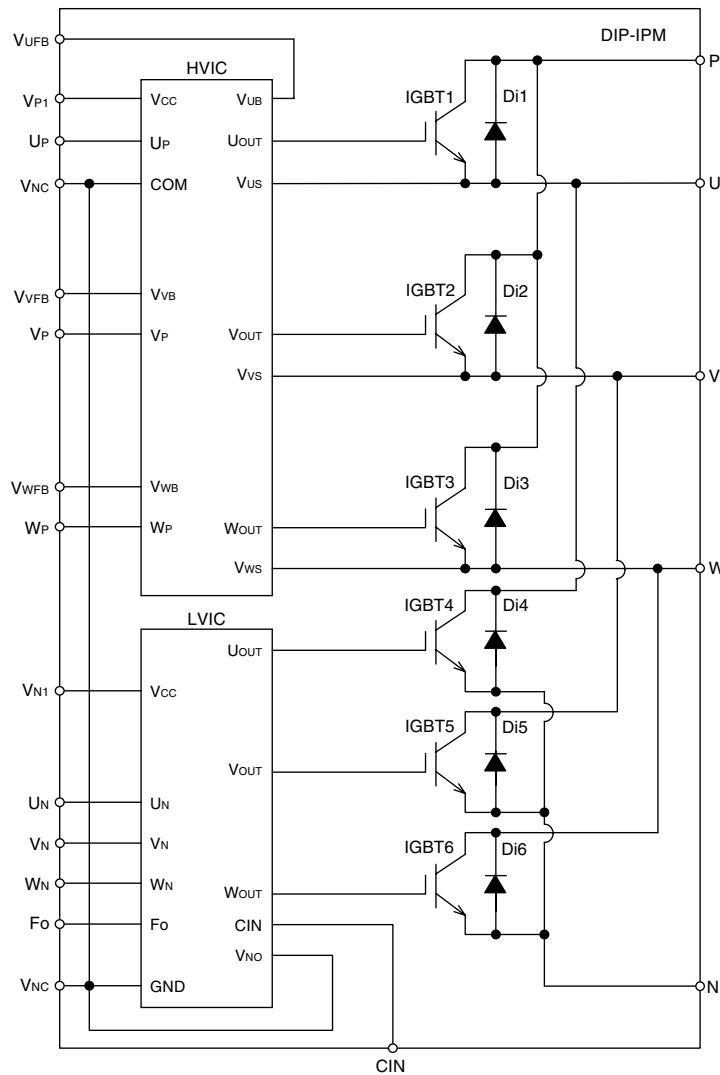 DIP-IPM
VUFB
HVIC
P
IGBT1
Di1
VP1
VCC
VUB
UP
UP
UOUT
VNC
COM
VUS
U
IGBT2
Di2
VVFB
VVB
VP
VP
VOUT
VVS
V
IGBT3
Di3
VWFB
VWB
WP
WP
WOUT
VWS
W
IGBT4
Di4
LVIC
UOUT
VN1
VCC
IGBT5
Di5
VOUT
UN
UN
VN
VN
IGBT6
Di6
WN
WN
WOUT
Fo
Fo
CIN
VNO
VNC
GND
N
CIN